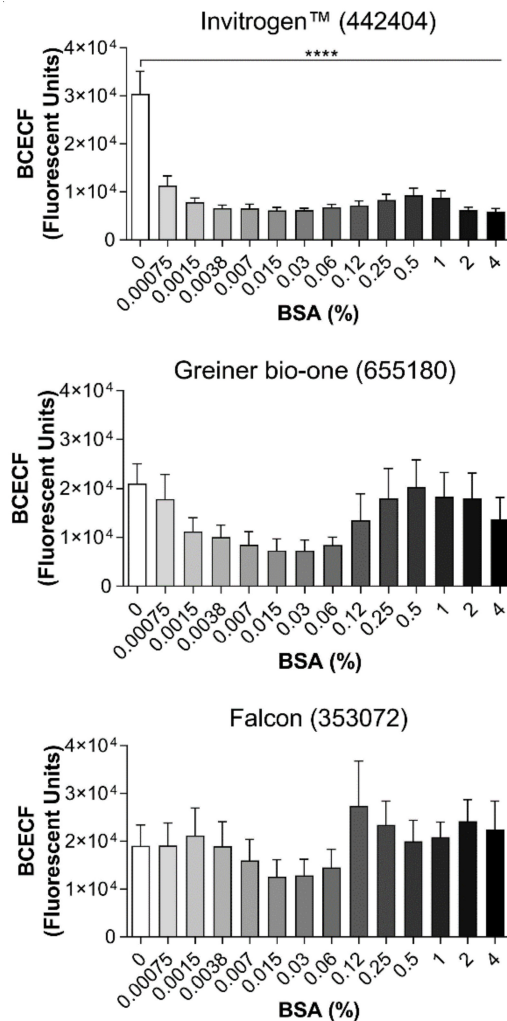 Invitrogen™ (442404)
****
BCECF
(Fluorescent Units)
4×10⁴
3×10⁴
2×10⁴
1×10⁴
0
0 0.00075 0.0015 0.0038 0.007 0.015 0.03 0.06 0.12 0.25 0.5 1 2 4
BSA (%)
Greiner bio-one (655180)
BCECF
(Fluorescent Units)
4×10⁴
3×10⁴
2×10⁴
1×10⁴
0
0 0.00075 0.0015 0.0038 0.007 0.015 0.03 0.06 0.12 0.25 0.5 1 2 4
BSA (%)
Falcon (353072)
BCECF
(Fluorescent Units)
4×10⁴
3×10⁴
2×10⁴
1×10⁴
0
0 0.00075 0.0015 0.0038 0.007 0.015 0.03 0.06 0.12 0.25 0.5 1 2 4
BSA (%)